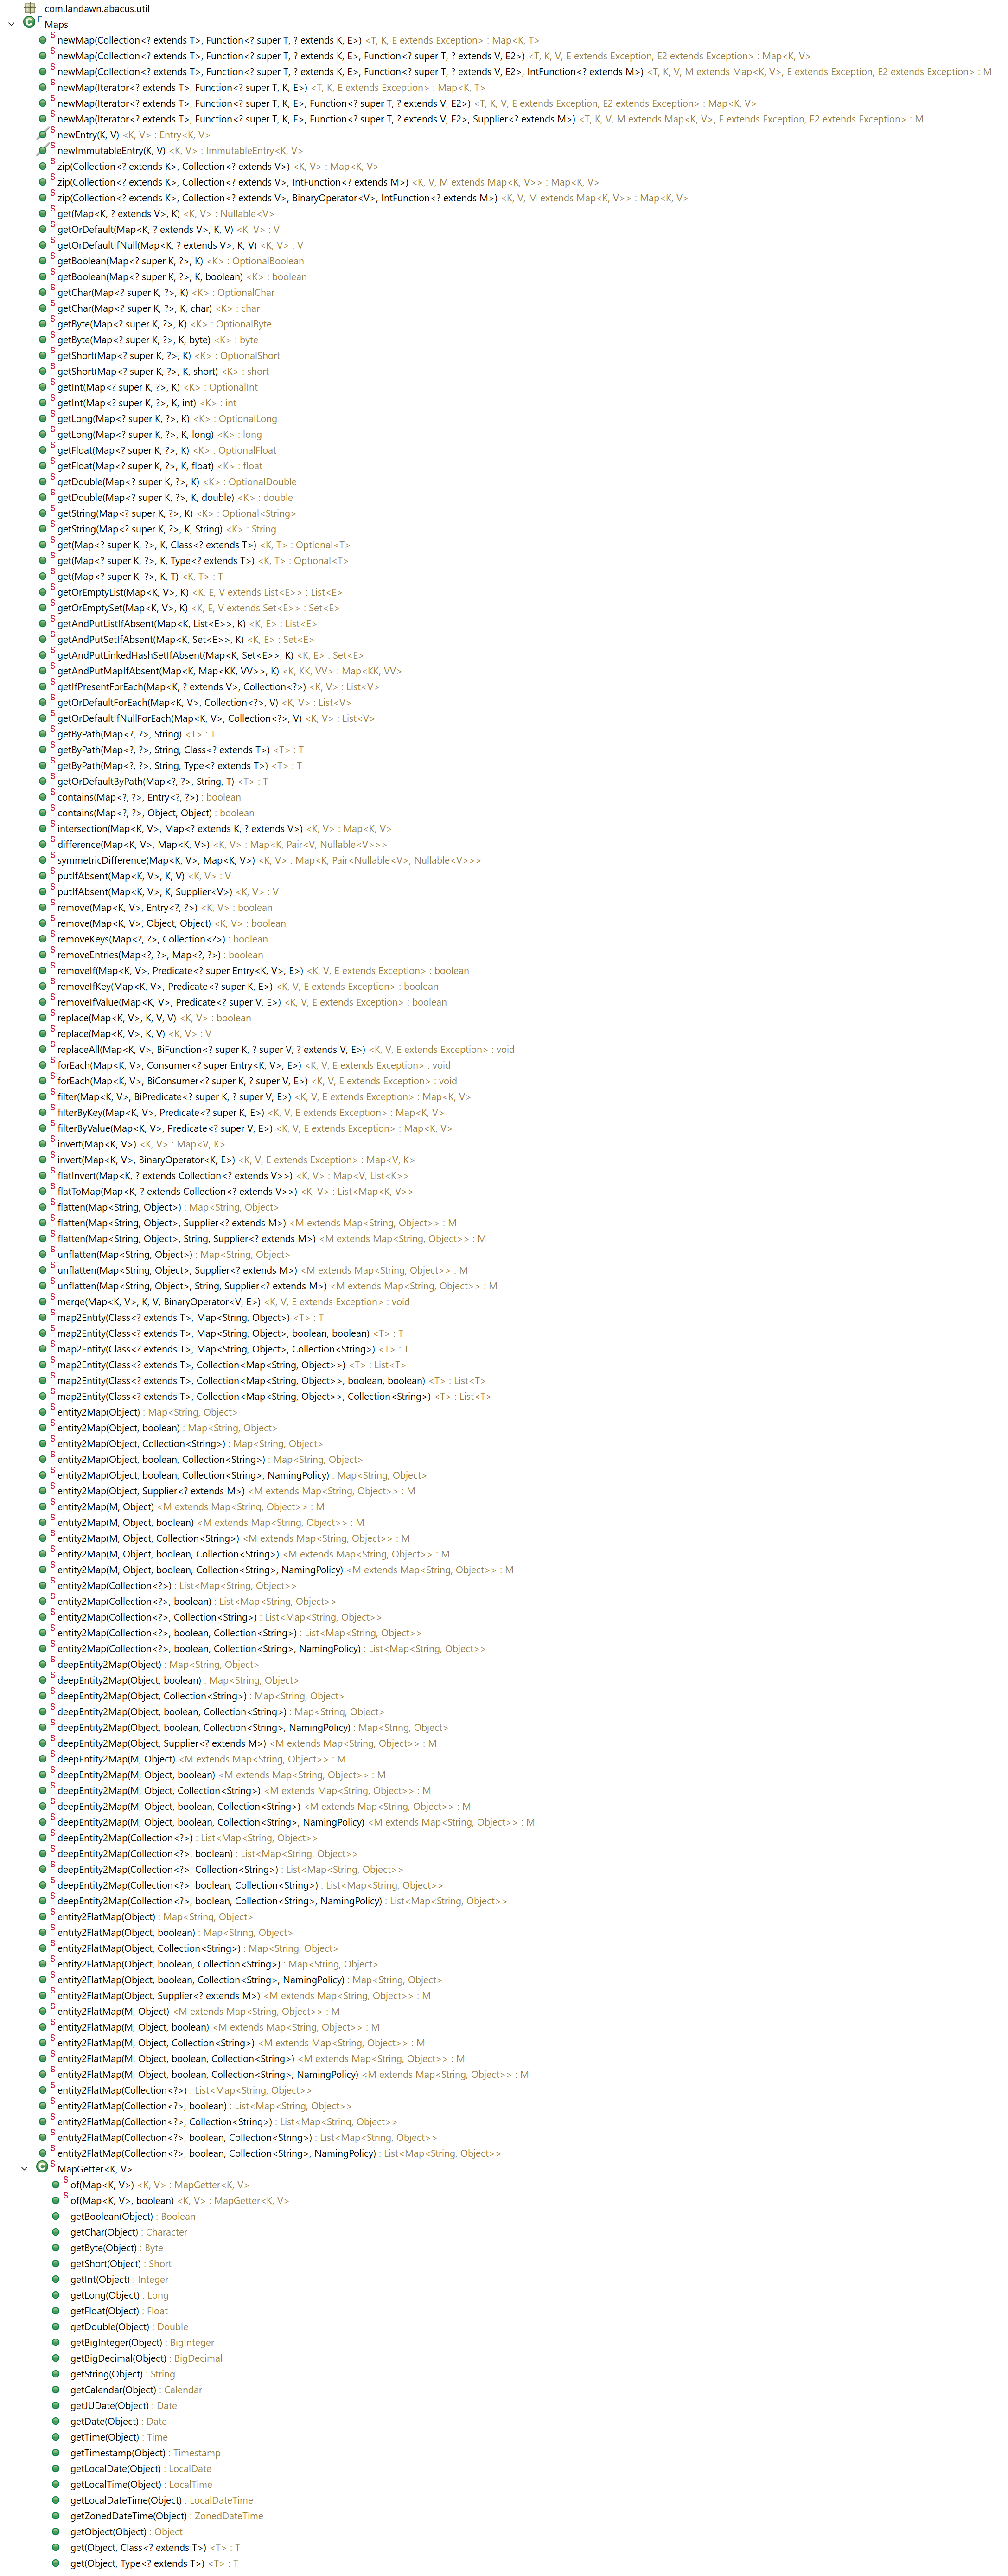 com.landawn.abacus.util
Maps
newMap(Collection<? extends T>, Function<? super T, ? extends K, E>) <T, K, E extends Exception> : Map<K, T>
newMap(Collection<? extends T>, Function<? super T, ? extends K, E>, Function<? super T, ? extends V, E2>) <T, K, V, E extends Exception, E2 extends Exception> : Map<K, V>
newMap(Collection<? extends T>, Function<? super T, ? extends K, E>, Function<? super T, ? extends V, E2>, IntFunction<? extends M>) <T, K, V, M extends Map<K, V>, E extends Exception, E2 extends Exception> : M
newMap(Iterator<? extends T>, Function<? super T, K, E>) <T, K, E extends Exception> : Map<K, T>
newMap(Iterator<? extends T>, Function<? super T, K, E>, Function<? super T, ? extends V, E2>) <T, K, V, E extends Exception, E2 extends Exception> : Map<K, V>
newMap(Iterator<? extends T>, Function<? super T, K, E>, Function<? super T, ? extends V, E2>, Supplier<? extends M>) <T, K, V, M extends Map<K, V>, E extends Exception, E2 extends Exception> : M
newEntry(K, V) <K, V> : Entry<K, V>
newImmutableEntry(K, V) <K, V> : ImmutableEntry<K, V>
zip(Collection<? extends K>, Collection<? extends V>) <K, V> : Map<K, V>
zip(Collection<? extends K>, Collection<? extends V>, IntFunction<? extends M>) <K, V, M extends Map<K, V>> : Map<K, V>
zip(Collection<? extends K>, Collection<? extends V>, BinaryOperator<V>, IntFunction<? extends M>) <K, V, M extends Map<K, V>> : Map<K, V>
get(Map<K, ? extends V>, K) <K, V> : Nullable<V>
getOrDefault(Map<K, ? extends V>, K, V) <K, V> : V
getOrDefaultIfNull(Map<K, ? extends V>, K, V) <K, V> : V
getBoolean(Map<? super K, ?>, K) <K> : OptionalBoolean
getBoolean(Map<? super K, ?>, K, boolean) <K> : boolean
getChar(Map<? super K, ?>, K) <K> : OptionalChar
getChar(Map<? super K, ?>, K, char) <K> : char
getByte(Map<? super K, ?>, K) <K> : OptionalByte
getByte(Map<? super K, ?>, K, byte) <K> : byte
getShort(Map<? super K, ?>, K) <K> : OptionalShort
getShort(Map<? super K, ?>, K, short) <K> : short
getInt(Map<? super K, ?>, K) <K> : OptionalInt
getInt(Map<? super K, ?>, K, int) <K> : int
getLong(Map<? super K, ?>, K) <K> : OptionalLong
getLong(Map<? super K, ?>, K, long) <K> : long
getFloat(Map<? super K, ?>, K) <K> : OptionalFloat
getFloat(Map<? super K, ?>, K, float) <K> : float
getDouble(Map<? super K, ?>, K) <K> : OptionalDouble
getDouble(Map<? super K, ?>, K, double) <K> : double
getString(Map<? super K, ?>, K) <K> : Optional<String>
getString(Map<? super K, ?>, K, String) <K> : String
get(Map<? super K, ?>, K, Class<? extends T>) <K, T> : Optional<T>
get(Map<? super K, ?>, K, Type<? extends T>) <K, T> : Optional<T>
get(Map<? super K, ?>, K, T) <K, T> : T
getOrEmptyList(Map<K, V>, K) <K, E, V extends List<E>> : List<E>
getOrEmptySet(Map<K, V>, K) <K, E, V extends Set<E>> : Set<E>
getAndPutListIfAbsent(Map<K, List<E>>, K) <K, E> : List<E>
getAndPutSetIfAbsent(Map<K, Set<E>>, K) <K, E> : Set<E>
getAndPutLinkedHashSetIfAbsent(Map<K, Set<E>>, K) <K, E> : Set<E>
getAndPutMapIfAbsent(Map<K, Map<KK, VV>>, K) <K, KK, VV> : Map<KK, VV>
getIfPresentForEach(Map<K, ? extends V>, Collection<?>) <K, V> : List<V>
getOrDefaultForEach(Map<K, V>, Collection<?>, V) <K, V> : List<V>
getOrDefaultIfNullForEach(Map<K, V>, Collection<?>, V) <K, V> : List<V>
getByPath(Map<?, ?>, String) <T> : T
getByPath(Map<?, ?>, String, Class<? extends T>) <T> : T
getByPath(Map<?, ?>, String, Type<? extends T>) <T> : T
getOrDefaultByPath(Map<?, ?>, String, T) <T> : T
contains(Map<?, ?>, Entry<?, ?>) : boolean
contains(Map<?, ?>, Object, Object) : boolean
intersection(Map<K, V>, Map<? extends K, ? extends V>) <K, V> : Map<K, V>
difference(Map<K, V>, Map<K, V>) <K, V> : Map<K, Pair<V, Nullable<V>>>
symmetricDifference(Map<K, V>, Map<K, V>) <K, V> : Map<K, Pair<Nullable<V>, Nullable<V>>>
putIfAbsent(Map<K, V>, K, V) <K, V> : V
putIfAbsent(Map<K, V>, K, Supplier<V>) <K, V> : V
remove(Map<K, V>, Entry<?, ?>) <K, V> : boolean
remove(Map<K, V>, Object, Object) <K, V> : boolean
removeKeys(Map<?, ?>, Collection<?>) : boolean
removeEntries(Map<?, ?>, Map<?, ?>) : boolean
removeIf(Map<K, V>, Predicate<? super Entry<K, V>, E>) <K, V, E extends Exception> : boolean
removeIfKey(Map<K, V>, Predicate<? super K, E>) <K, V, E extends Exception> : boolean
removeIfValue(Map<K, V>, Predicate<? super V, E>) <K, V, E extends Exception> : boolean
replace(Map<K, V>, K, V, V) <K, V> : boolean
replace(Map<K, V>, K, V) <K, V> : V
replaceAll(Map<K, V>, BiFunction<? super K, ? super V, ? extends V, E>) <K, V, E extends Exception> : void
forEach(Map<K, V>, Consumer<? super Entry<K, V>, E>) <K, V, E extends Exception> : void
forEach(Map<K, V>, BiConsumer<? super K, ? super V, E>) <K, V, E extends Exception> : void
filter(Map<K, V>, BiPredicate<? super K, ? super V, E>) <K, V, E extends Exception> : Map<K, V>
filterByKey(Map<K, V>, Predicate<? super K, E>) <K, V, E extends Exception> : Map<K, V>
filterByValue(Map<K, V>, Predicate<? super V, E>) <K, V, E extends Exception> : Map<K, V>
invert(Map<K, V>) <K, V> : Map<V, K>
invert(Map<K, V>, BinaryOperator<K, E>) <K, V, E extends Exception> : Map<V, K>
flatInvert(Map<K, ? extends Collection<? extends V>>) <K, V> : Map<V, List<K>>
flatToMap(Map<K, ? extends Collection<? extends V>>) <K, V> : List<Map<K, V>>
flatten(Map<String, Object>) : Map<String, Object>
flatten(Map<String, Object>, Supplier<? extends M>) <M extends Map<String, Object>> : M
flatten(Map<String, Object>, String, Supplier<? extends M>) <M extends Map<String, Object>> : M
unflatten(Map<String, Object>) : Map<String, Object>
unflatten(Map<String, Object>, Supplier<? extends M>) <M extends Map<String, Object>> : M
unflatten(Map<String, Object>, String, Supplier<? extends M>) <M extends Map<String, Object>> : M
merge(Map<K, V>, K, V, BinaryOperator<V, E>) <K, V, E extends Exception> : void
map2Entity(Class<? extends T>, Map<String, Object>) <T> : T
map2Entity(Class<? extends T>, Map<String, Object>, boolean, boolean) <T> : T
map2Entity(Class<? extends T>, Map<String, Object>, Collection<String>) <T> : T
map2Entity(Class<? extends T>, Collection<Map<String, Object>>) <T> : List<T>
map2Entity(Class<? extends T>, Collection<Map<String, Object>>, boolean, boolean) <T> : List<T>
map2Entity(Class<? extends T>, Collection<Map<String, Object>>, Collection<String>) <T> : List<T>
entity2Map(Object) : Map<String, Object>
entity2Map(Object, boolean) : Map<String, Object>
entity2Map(Object, Collection<String>) : Map<String, Object>
entity2Map(Object, boolean, Collection<String>) : Map<String, Object>
entity2Map(Object, boolean, Collection<String>, NamingPolicy) : Map<String, Object>
entity2Map(Object, Supplier<? extends M>) <M extends Map<String, Object>> : M
entity2Map(M, Object) <M extends Map<String, Object>> : M
entity2Map(M, Object, boolean) <M extends Map<String, Object>> : M
entity2Map(M, Object, Collection<String>) <M extends Map<String, Object>> : M
entity2Map(M, Object, boolean, Collection<String>) <M extends Map<String, Object>> : M
entity2Map(M, Object, boolean, Collection<String>, NamingPolicy) <M extends Map<String, Object>> : M
entity2Map(Collection<?>) : List<Map<String, Object>>
entity2Map(Collection<?>, boolean) : List<Map<String, Object>>
entity2Map(Collection<?>, Collection<String>) : List<Map<String, Object>>
entity2Map(Collection<?>, boolean, Collection<String>) : List<Map<String, Object>>
entity2Map(Collection<?>, boolean, Collection<String>, NamingPolicy) : List<Map<String, Object>>
deepEntity2Map(Object) : Map<String, Object>
deepEntity2Map(Object, boolean) : Map<String, Object>
deepEntity2Map(Object, Collection<String>) : Map<String, Object>
deepEntity2Map(Object, boolean, Collection<String>) : Map<String, Object>
deepEntity2Map(Object, boolean, Collection<String>, NamingPolicy) : Map<String, Object>
deepEntity2Map(Object, Supplier<? extends M>) <M extends Map<String, Object>> : M
deepEntity2Map(M, Object) <M extends Map<String, Object>> : M
deepEntity2Map(M, Object, boolean) <M extends Map<String, Object>> : M
deepEntity2Map(M, Object, Collection<String>) <M extends Map<String, Object>> : M
deepEntity2Map(M, Object, boolean, Collection<String>) <M extends Map<String, Object>> : M
deepEntity2Map(M, Object, boolean, Collection<String>, NamingPolicy) <M extends Map<String, Object>> : M
deepEntity2Map(Collection<?>) : List<Map<String, Object>>
deepEntity2Map(Collection<?>, boolean) : List<Map<String, Object>>
deepEntity2Map(Collection<?>, Collection<String>) : List<Map<String, Object>>
deepEntity2Map(Collection<?>, boolean, Collection<String>) : List<Map<String, Object>>
deepEntity2Map(Collection<?>, boolean, Collection<String>, NamingPolicy) : List<Map<String, Object>>
entity2FlatMap(Object) : Map<String, Object>
entity2FlatMap(Object, boolean) : Map<String, Object>
entity2FlatMap(Object, Collection<String>) : Map<String, Object>
entity2FlatMap(Object, boolean, Collection<String>) : Map<String, Object>
entity2FlatMap(Object, boolean, Collection<String>, NamingPolicy) : Map<String, Object>
entity2FlatMap(Object, Supplier<? extends M>) <M extends Map<String, Object>> : M
entity2FlatMap(M, Object) <M extends Map<String, Object>> : M
entity2FlatMap(M, Object, boolean) <M extends Map<String, Object>> : M
entity2FlatMap(M, Object, Collection<String>) <M extends Map<String, Object>> : M
entity2FlatMap(M, Object, boolean, Collection<String>) <M extends Map<String, Object>> : M
entity2FlatMap(M, Object, boolean, Collection<String>, NamingPolicy) <M extends Map<String, Object>> : M
entity2FlatMap(Collection<?>) : List<Map<String, Object>>
entity2FlatMap(Collection<?>, boolean) : List<Map<String, Object>>
entity2FlatMap(Collection<?>, Collection<String>) : List<Map<String, Object>>
entity2FlatMap(Collection<?>, boolean, Collection<String>) : List<Map<String, Object>>
entity2FlatMap(Collection<?>, boolean, Collection<String>, NamingPolicy) : List<Map<String, Object>>
MapGetter<K, V>
of(Map<K, V>) <K, V> : MapGetter<K, V>
of(Map<K, V>, boolean) <K, V> : MapGetter<K, V>
getBoolean(Object) : Boolean
getChar(Object) : Character
getByte(Object) : Byte
getShort(Object) : Short
getInt(Object) : Integer
getLong(Object) : Long
getFloat(Object) : Float
getDouble(Object) : Double
getBigInteger(Object) : BigInteger
getBigDecimal(Object) : BigDecimal
getString(Object) : String
getCalendar(Object) : Calendar
getJUDate(Object) : Date
getDate(Object) : Date
getTime(Object) : Time
getTimestamp(Object) : Timestamp
getLocalDate(Object) : LocalDate
getLocalTime(Object) : LocalTime
getLocalDateTime(Object) : LocalDateTime
getZonedDateTime(Object) : ZonedDateTime
getObject(Object) : Object
get(Object, Class<? extends T>) <T> : T
get(Object, Type<? extends T>) <T> : T